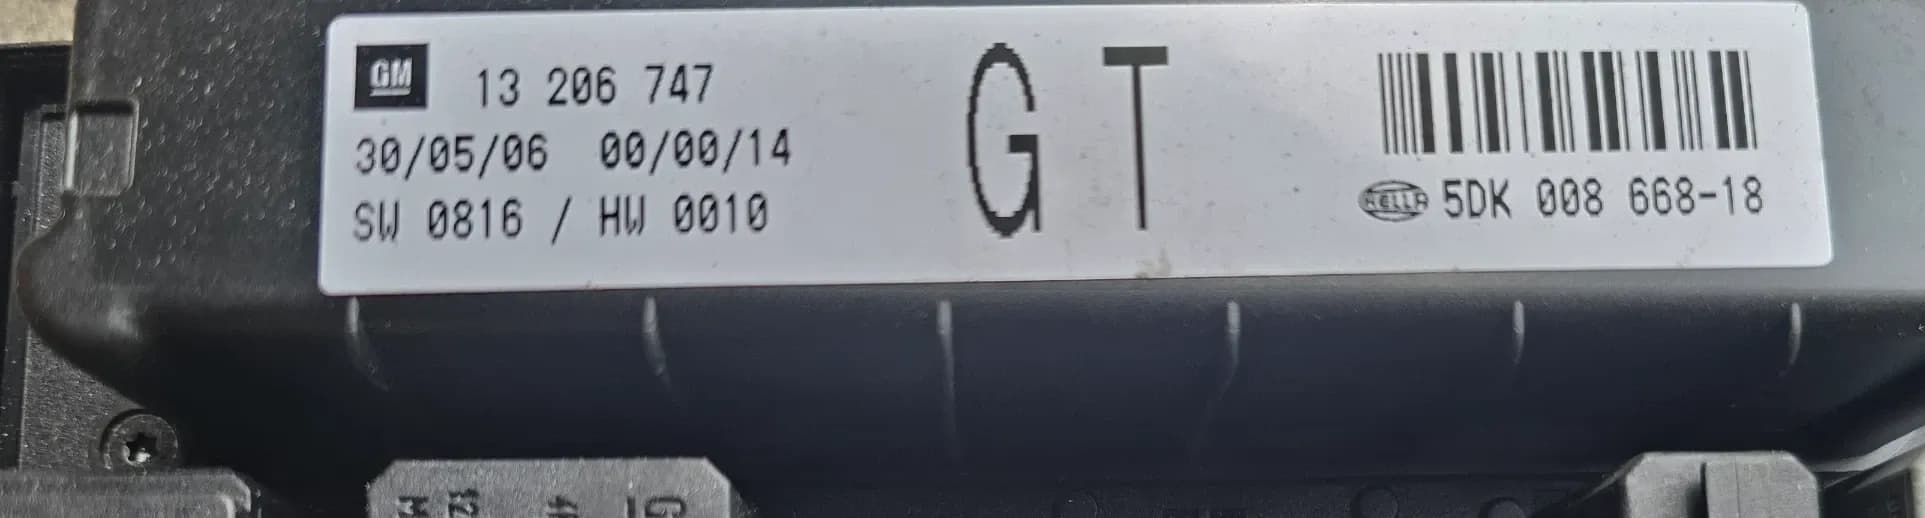 GM 13 206 747
30/05/06 00/00/14
SW 0816 / HW 0010
GT
HELLA 5DK 008 668-18